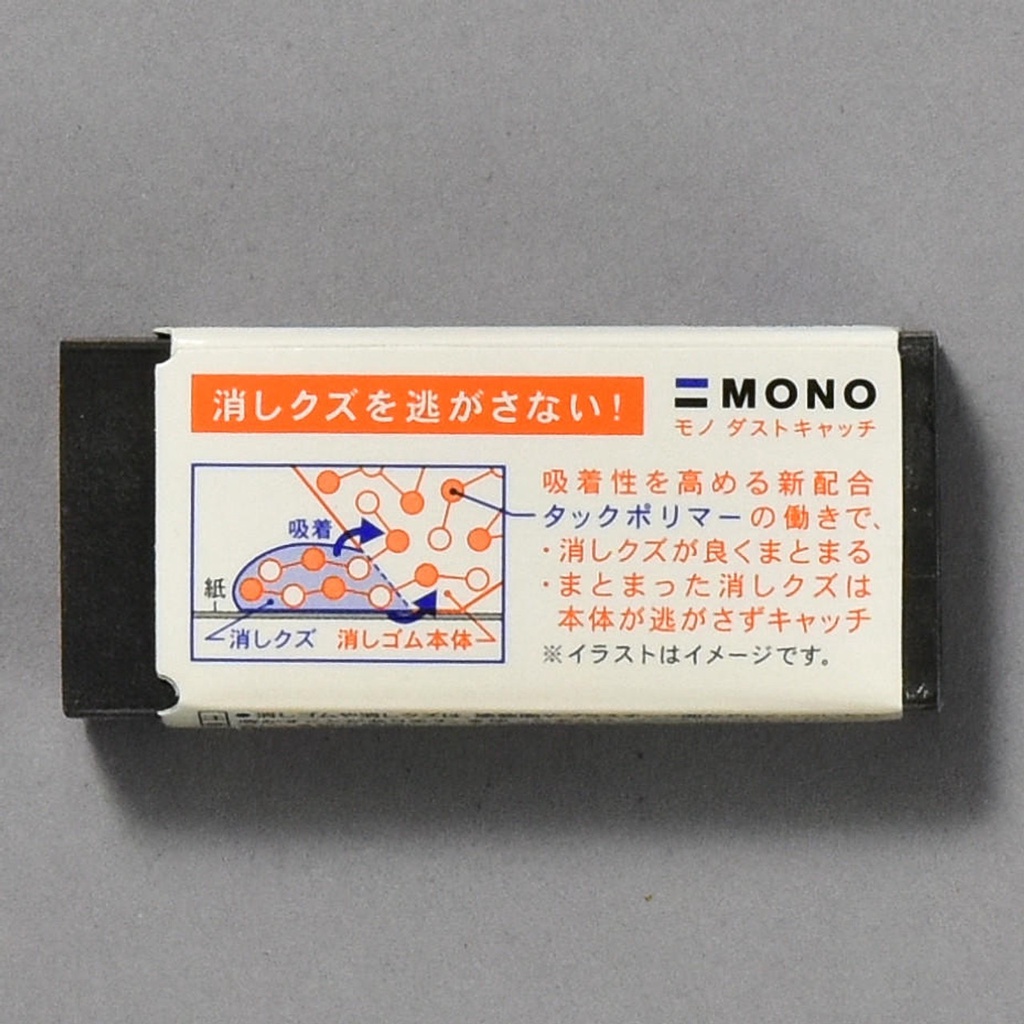 消しクズを逃がさない!
MONO
モノ ダストキャッチ
吸着
紙
消しクズ
消しゴム本体
吸着性を高める新配合
タックポリマーの働きで、
・消しクズが良くまとまる
・まとまった消しクズは
本体が逃がさずキャッチ
※イラストはイメージです。